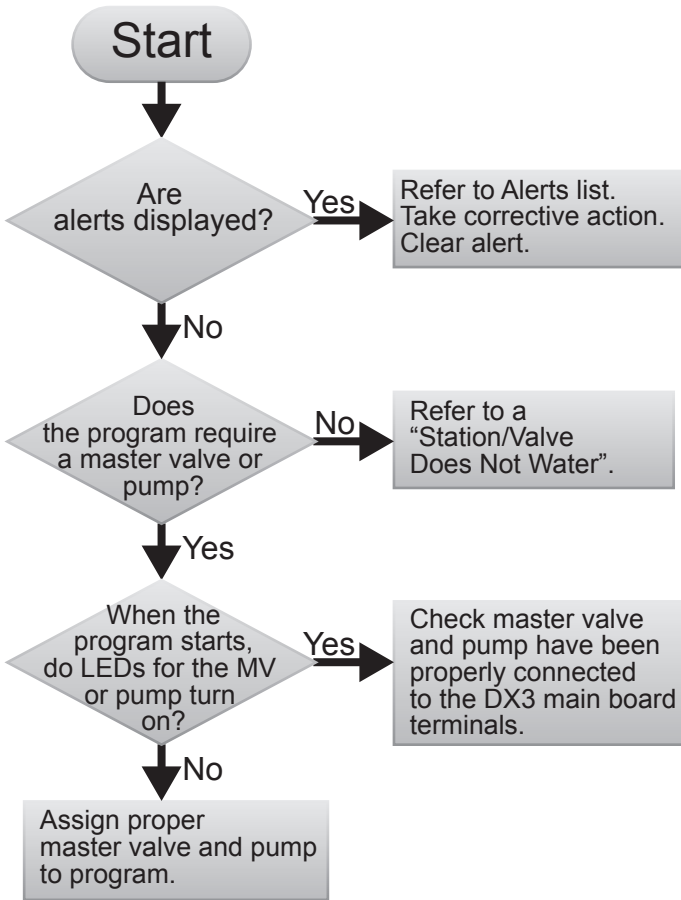 Start
Are
alerts displayed?
Yes
Refer to Alerts list.
Take corrective action.
Clear alert.
No
Does
the program require
a master valve or
pump?
No
Refer to a
“Station/Valve
Does Not Water”.
Yes
When the
program starts,
do LEDs for the MV
or pump turn
on?
Yes
Check master valve
and pump have been
properly connected
to the DX3 main board
terminals.
No
Assign proper
master valve and pump
to program.